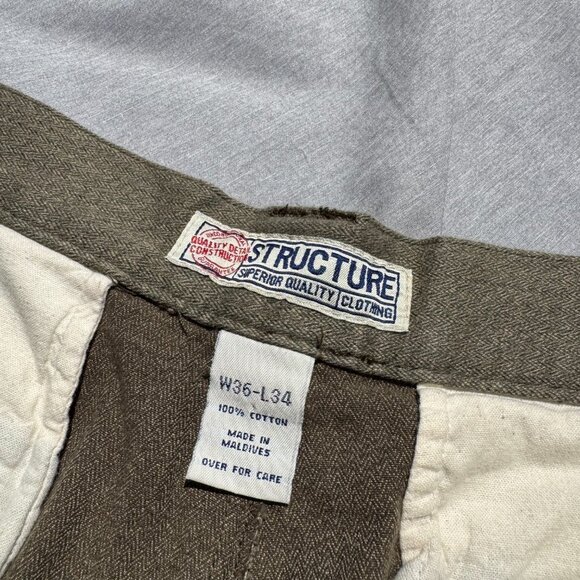 QUALITY DETAIL
CONSTRUCTION
STRUCTURE
SUPERIOR QUALITY CLOTHING
W36-L34
100% COTTON
MADE IN
MALDIVES
OVER FOR CARE